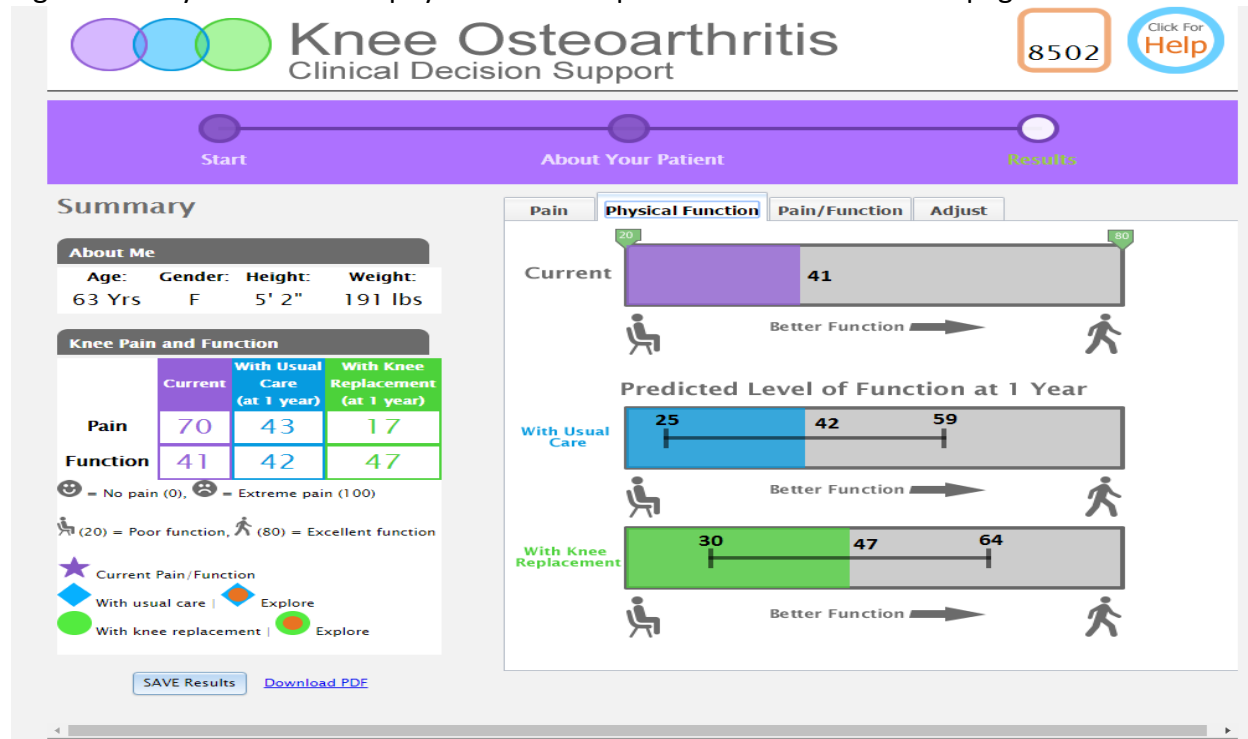 Knee Osteoarthritis
Clinical Decision Support
8502
Click For
Help
Start
About Your Patient
Results
Summary
About Me
Age: Gender: Height: Weight:
63 Yrs F 5' 2" 191 lbs
Knee Pain and Function
Current
With Usual
Care
(at 1 year)
With Knee
Replacement
(at 1 year)
Pain 70 43 17
Function 41 42 47
= No pain (0), = Extreme pain (100)
(20) = Poor function, (80) = Excellent function
Current Pain/Function
With usual care | Explore
With knee replacement | Explore
SAVE Results Download PDF
Pain Physical Function Pain/Function Adjust
20 80
Current 41
Better Function
Predicted Level of Function at 1 Year
With Usual
Care
25 42 59
Better Function
With Knee
Replacement
30 47 64
Better Function